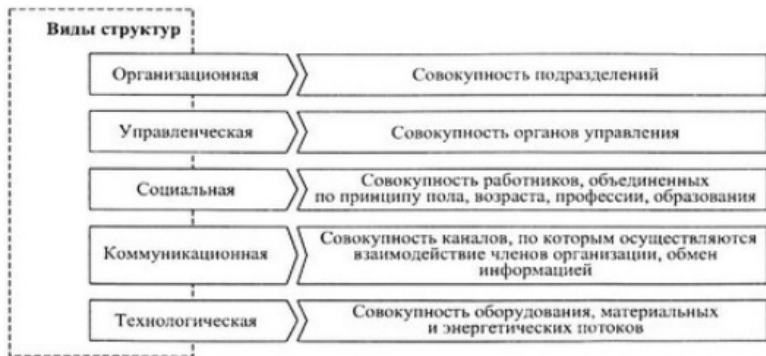 Виды структур
Организационная
Совокупность подразделений
Управленческая
Совокупность органов управления
Социальная
Совокупность работников, объединенных
по принципу пола, возраста, профессии, образования
Коммуникационная
Совокупность каналов, по которым осуществляются
взаимодействие членов организации, обмен
информацией
Технологическая
Совокупность оборудования, материальных
и энергетических потоков